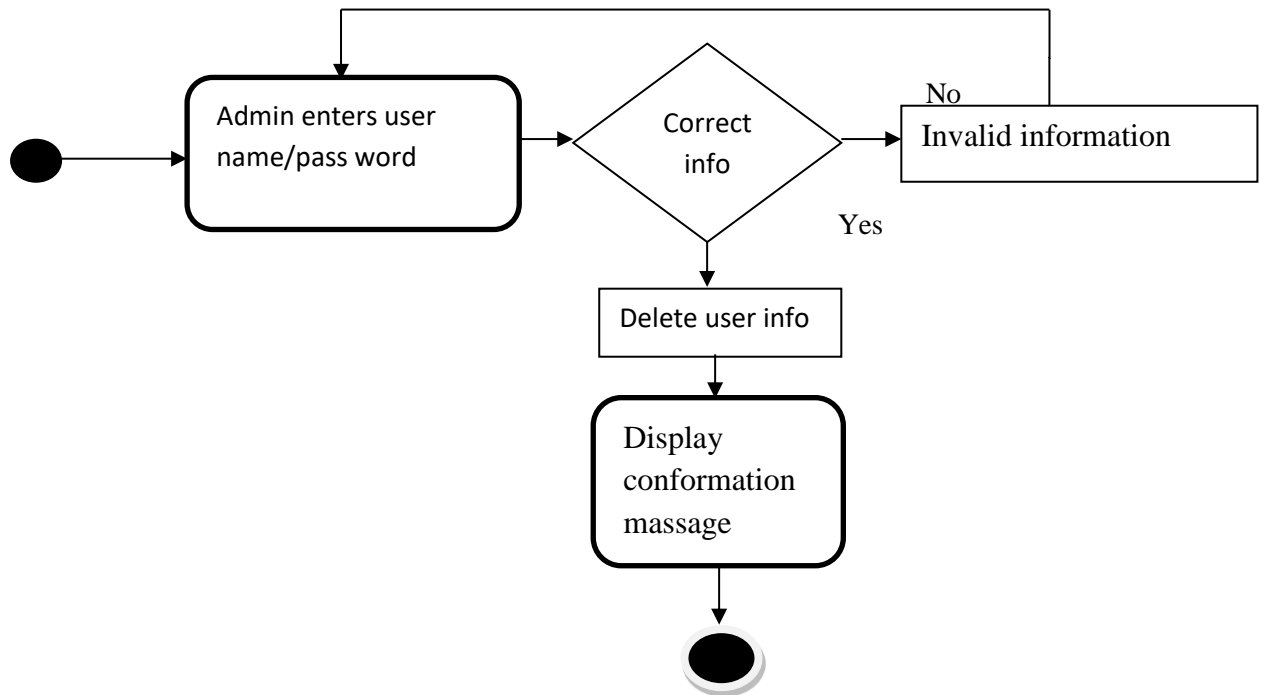 Admin enters user
name/pass word
Correct
info
No
Invalid information
Yes
Delete user info
Display
conformation
massage